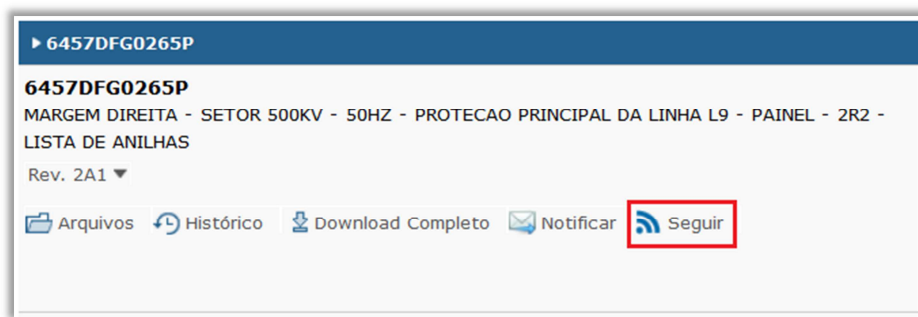 ▸ 6457DFG0265P
6457DFG0265P
MARGEM DIREITA - SETOR 500KV - 50HZ - PROTECAO PRINCIPAL DA LINHA L9 - PAINEL - 2R2 -
LISTA DE ANILHAS
Rev. 2A1 ▼
Arquivos Histórico Download Completo Notificar Seguir